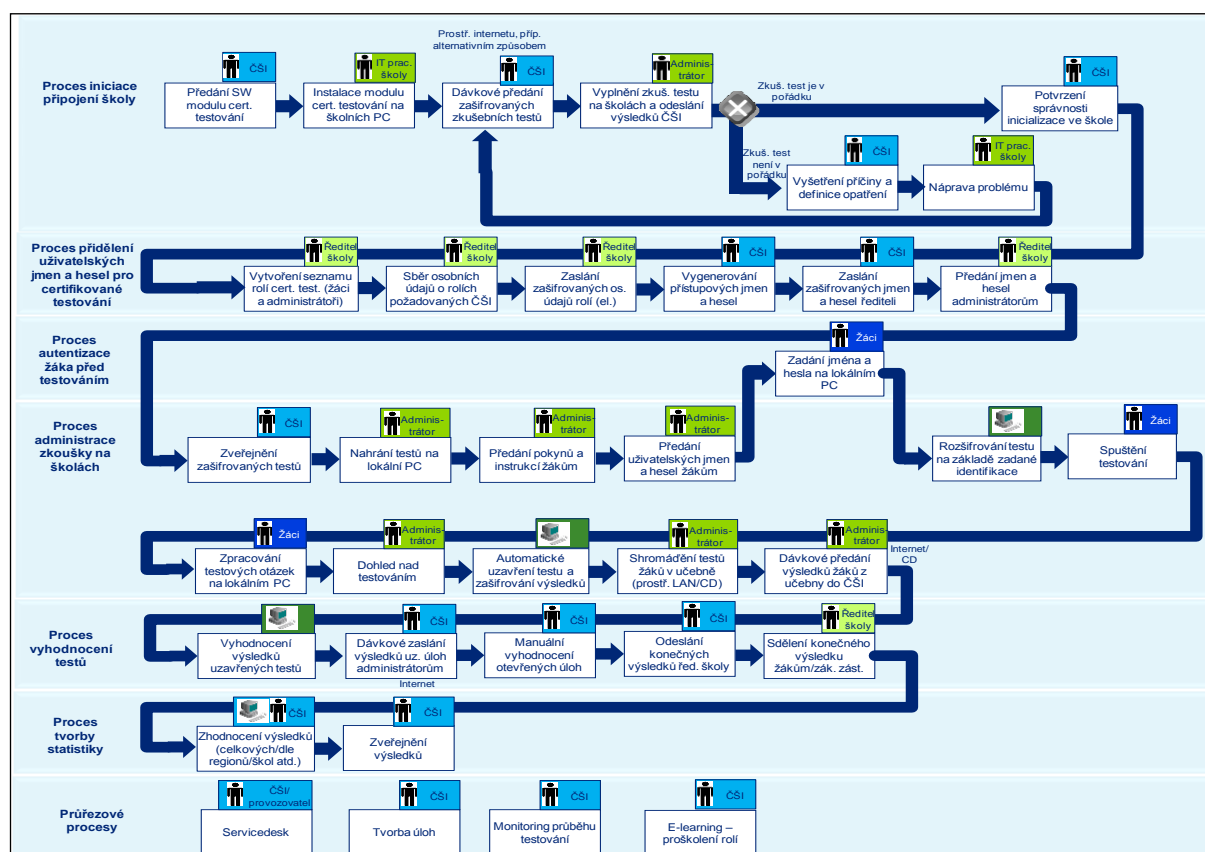 Prostř. internetu, příp.
alternativním způsobem
Proces iniciace
připojení školy
ČŠI
Předání SW
modulu cert.
testování
IT prac.
školy
Instalace modulu
cert. testování na
školních PC
ČŠI
Dávkové předání
zašifrovaných
zkušebních testů
Adminis-
trátor
Vyplnění zkuš. testu
na školách a odeslání
výsledků ČŠI
Zkuš. test je v
pořádku
Potvrzení
správnosti
inicializace ve škole
Zkuš. test
není v
pořádku
ČŠI
Vyšetření příčiny a
definice opatření
IT prac.
školy
Náprava problému
ČŠI
Proces přidělení
uživatelských
jmen a hesel pro
certifikované
testování
Ředitel
školy
Vytvoření seznamu
rolí cert. test. (žáci
a administrátoři)
Ředitel
školy
Sběr osobních
údajů o rolích
požadovaných ČŠI
Ředitel
školy
Zaslání
zašifrovaných os.
údajů rolí (el.)
ČŠI
Vygenerování
přístupových jmen
a hesel
ČŠI
Zaslání
zašifrovaných jmen
a hesel řediteli
Ředitel
školy
Předání jmen a
hesel
administrátorům
Proces
autentizace
žáka před
testováním
Žáci
Zadání jména a
hesla na lokálním
PC
Proces
administrace
zkoušky na
školách
ČŠI
Zveřejnění
zašifrovaných testů
Adminis-
trátor
Nahrání testů na
lokální PC
Adminis-
trátor
Předání pokynů a
instrukcí žákům
Adminis-
trátor
Předání
uživatelských jmen
a hesel žákům
Rozšifrování testu
na základě zadané
identifikace
Žáci
Spuštění
testování
Žáci
Zpracování
testových otázek
na lokálním PC
Adminis-
trátor
Dohled nad
testováním
Automatické
uzavření testu a
zašifrování výsledků
Adminis-
trátor
Shromáždění testů
žáků v učebně
(prostř. LAN/CD)
Adminis-
trátor
Dávkové předání
výsledků žáků z
učebny do ČŠI
Internet/
CD
Proces
vyhodnocení
testů
Vyhodnocení
výsledků
uzavřených testů
ČŠI
Dávkové zaslání
výsledků uz. úloh
administrátorům
Internet
ČŠI
Manuální
vyhodnocení
otevřených úloh
ČŠI
Odeslání
konečných
výsledků řed. školy
Ředitel
školy
Sdělení konečného
výsledku
žákům/zák. zást.
Proces
tvorby
statistiky
ČŠI
Zhodnocení výsledků
(celkových/dle
regionů/škol atd.)
ČŠI
Zveřejnění
výsledků
Průřezové
procesy
ČŠI/
provozovatel
Servicedesk
ČŠI
Tvorba úloh
ČŠI
Monitoring průběhu
testování
ČŠI
E-learning –
proškolení rolí